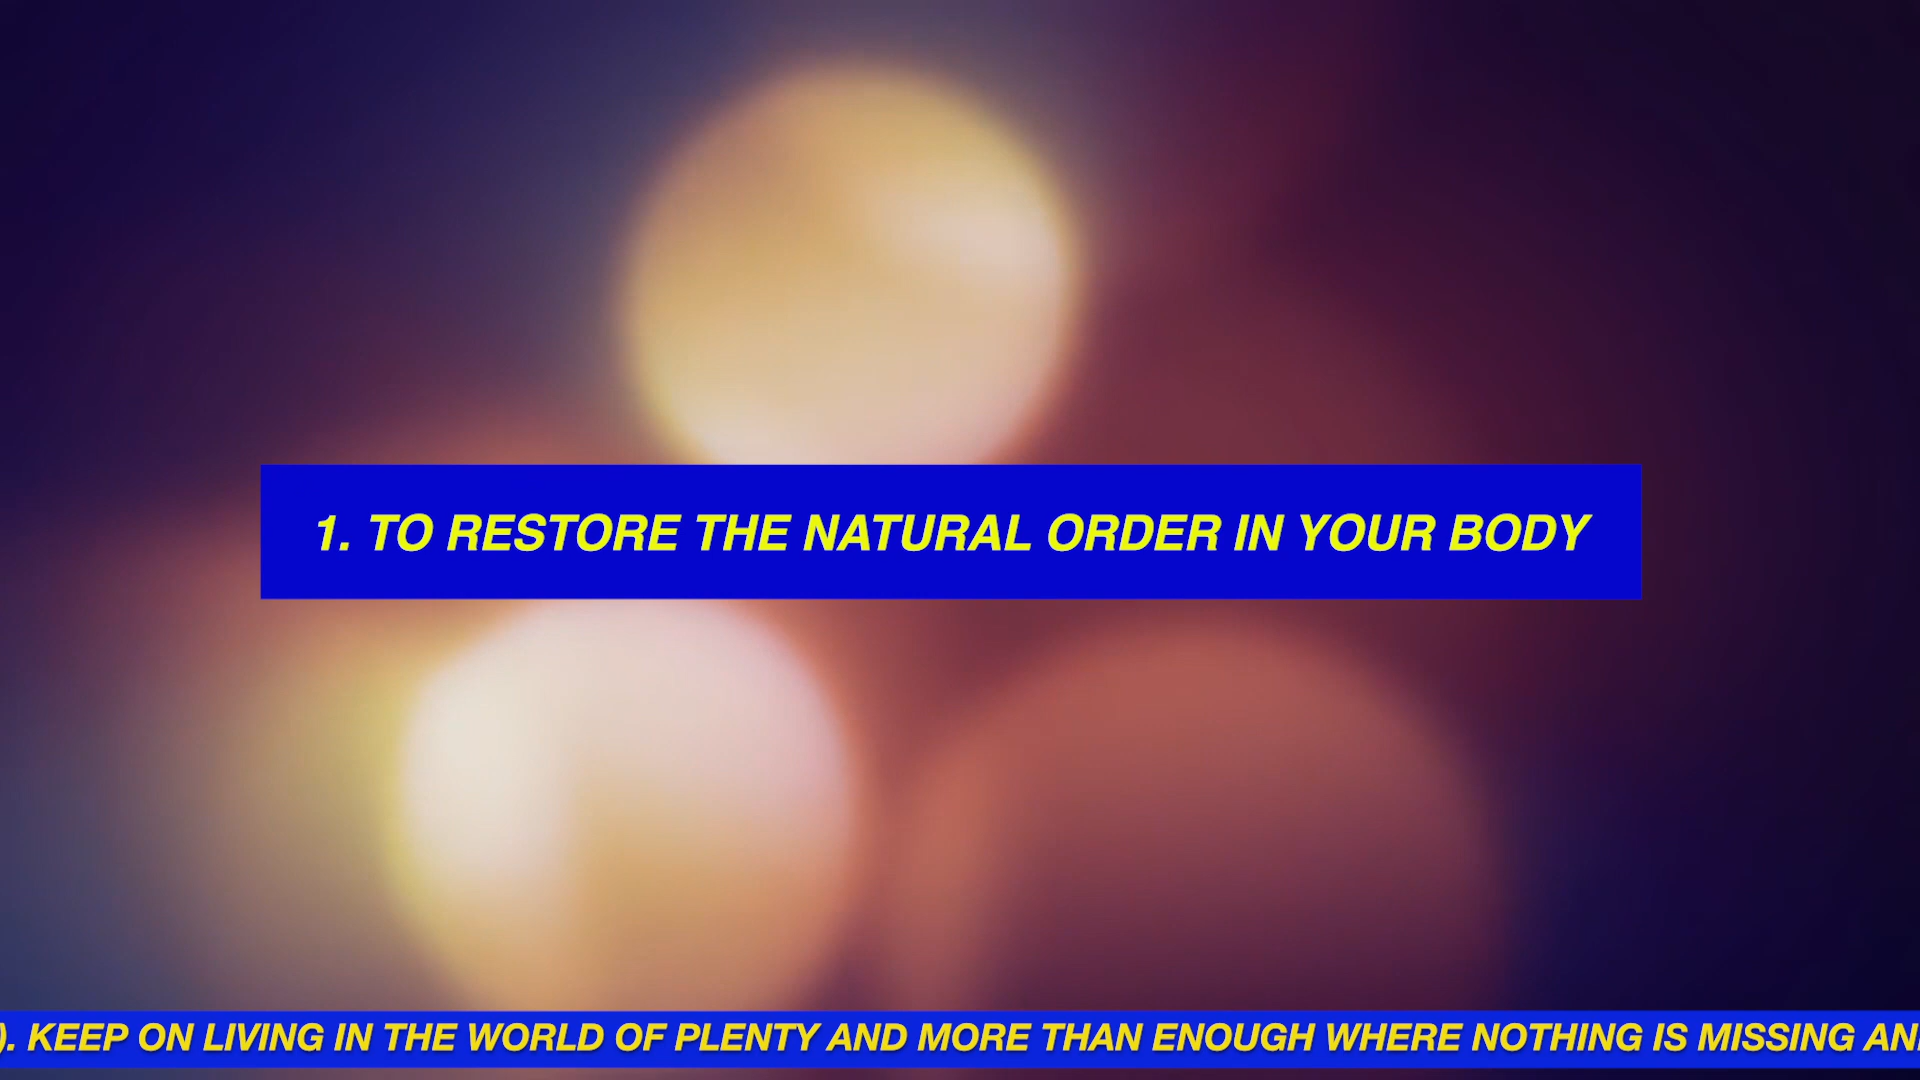 1. TO RESTORE THE NATURAL ORDER IN YOUR BODY
). KEEP ON LIVING IN THE WORLD OF PLENTY AND MORE THAN ENOUGH WHERE NOTHING IS MISSING